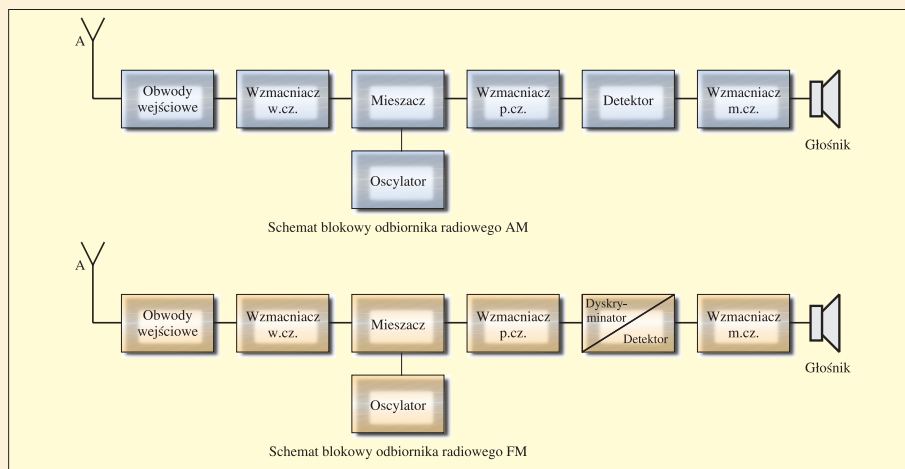 A
Obwody
wejściowe
Wzmacniacz
w.cz.
Mieszacz
Wzmacniacz
p.cz.
Detektor
Wzmacniacz
m.cz.
Głośnik
Oscylator
Schemat blokowy odbiornika radiowego AM
A
Obwody
wejściowe
Wzmacniacz
w.cz.
Mieszacz
Wzmacniacz
p.cz.
Dyskry-
minator
Detektor
Wzmacniacz
m.cz.
Głośnik
Oscylator
Schemat blokowy odbiornika radiowego FM